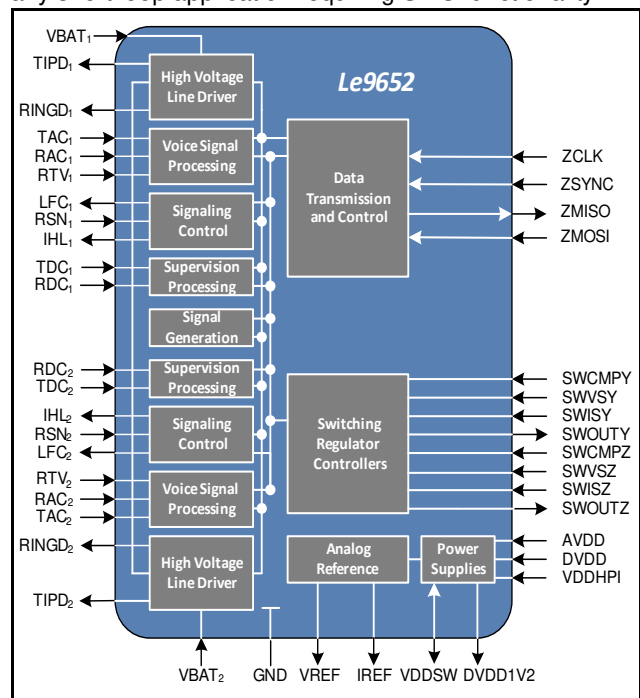 VBAT₁
TIPD₁
High Voltage
Line Driver
Le9652
RINGD₁
TAC₁
RAC₁
RTV₁
Voice Signal
Processing
Data
Transmission
and Control
ZCLK
ZSYNC
ZMISO
ZMOSI
LFC₁
RSN₁
IHL₁
Signaling
Control
TDC₁
RDC₁
Supervision
Processing
Signal
Generation
RDC₂
TDC₂
Supervision
Processing
IHL₂
RSN₂
LFC₂
Signaling
Control
Switching
Regulator
Controllers
SWCMPY
SWVSY
SWISY
SWOUTY
SWCMPZ
SWVSZ
SWISZ
SWOUTZ
RTV₂
RAC₂
TAC₂
Voice Signal
Processing
RINGD₂
TIPD₂
High Voltage
Line Driver
Analog
Reference
Power
Supplies
AVDD
DVDD
VDDHPI
VBAT₂ GND VREF IREF VDDSW DVDD1V2